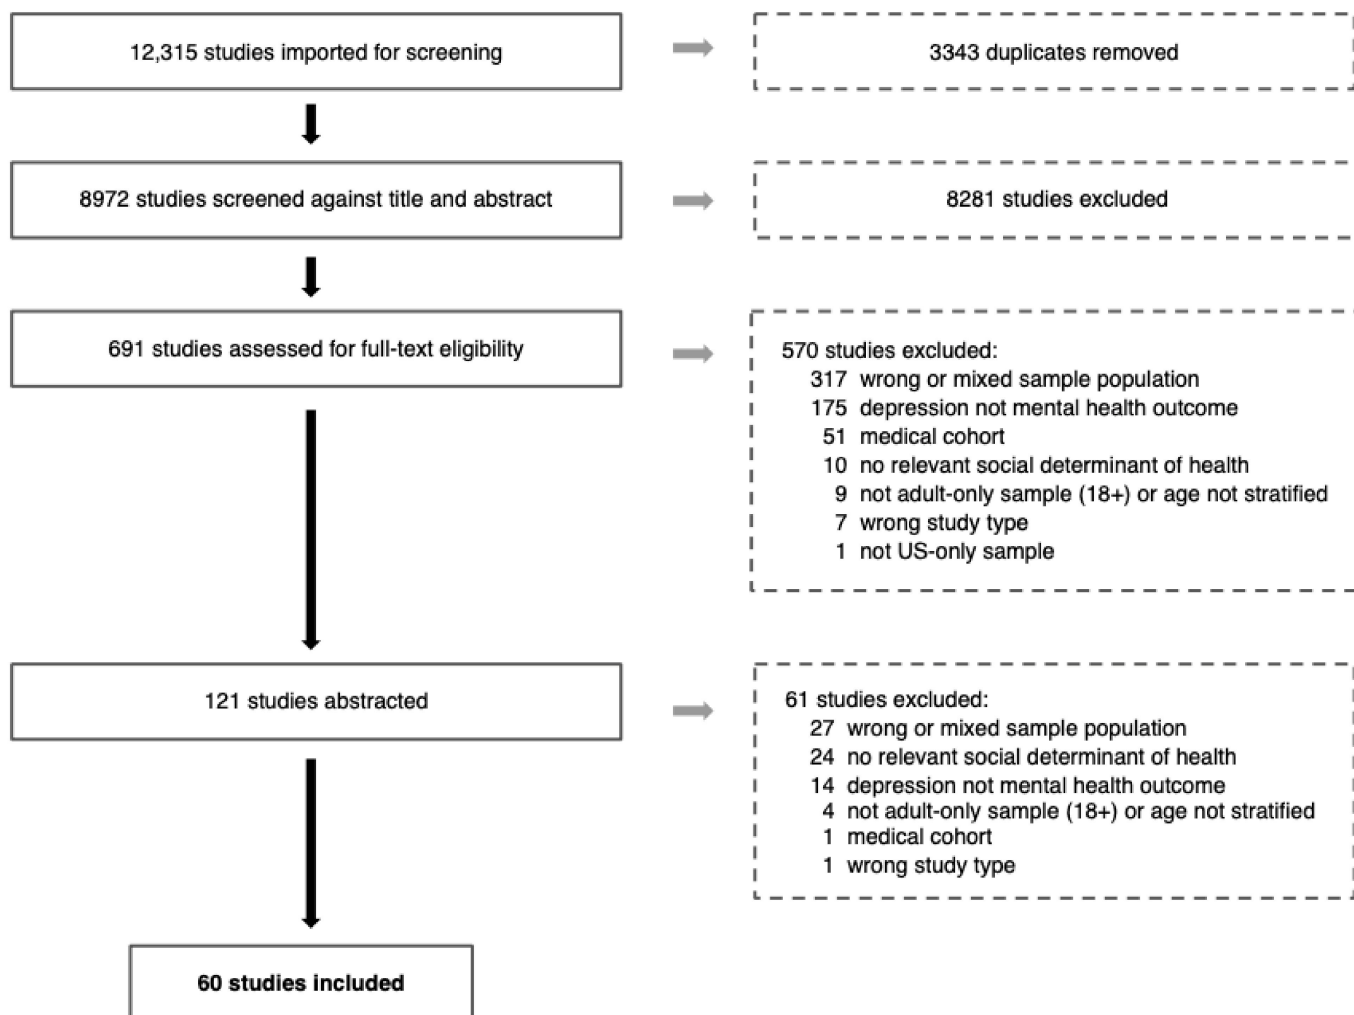 12,315 studies imported for screening
3343 duplicates removed
8972 studies screened against title and abstract
8281 studies excluded
691 studies assessed for full-text eligibility
570 studies excluded:
317 wrong or mixed sample population
175 depression not mental health outcome
51 medical cohort
10 no relevant social determinant of health
9 not adult-only sample (18+) or age not stratified
7 wrong study type
1 not US-only sample
121 studies abstracted
61 studies excluded:
27 wrong or mixed sample population
24 no relevant social determinant of health
14 depression not mental health outcome
4 not adult-only sample (18+) or age not stratified
1 medical cohort
1 wrong study type
60 studies included